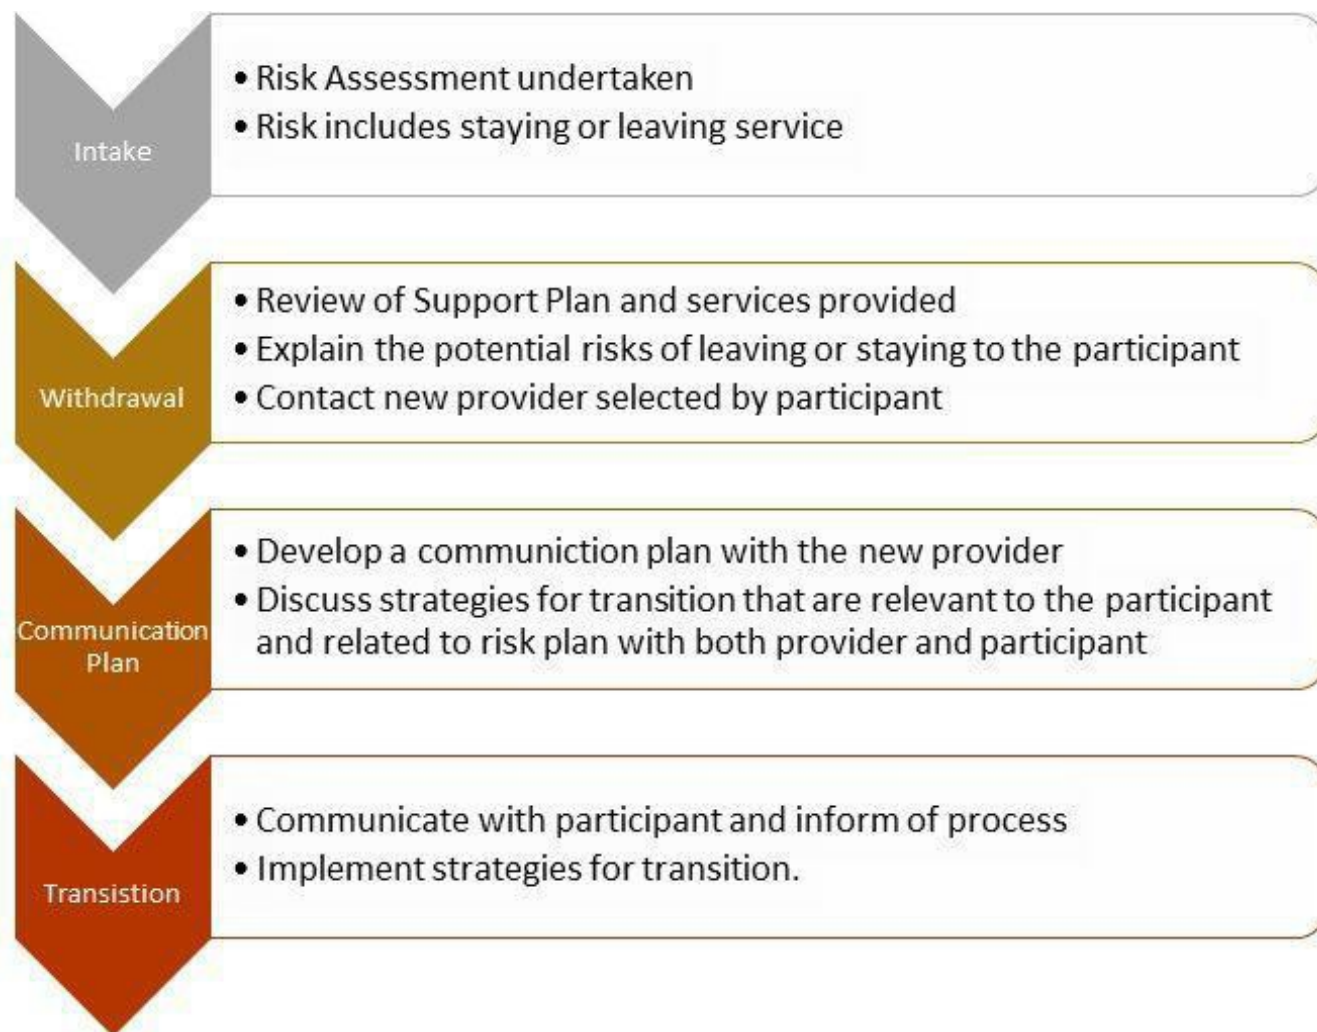 Intake
• Risk Assessment undertaken
• Risk includes staying or leaving service
Withdrawal
• Review of Support Plan and services provided
• Explain the potential risks of leaving or staying to the participant
• Contact new provider selected by participant
Communication
Plan
• Develop a communiction plan with the new provider
• Discuss strategies for transition that are relevant to the participant
and related to risk plan with both provider and participant
Transistion
• Communicate with participant and inform of process
• Implement strategies for transition.